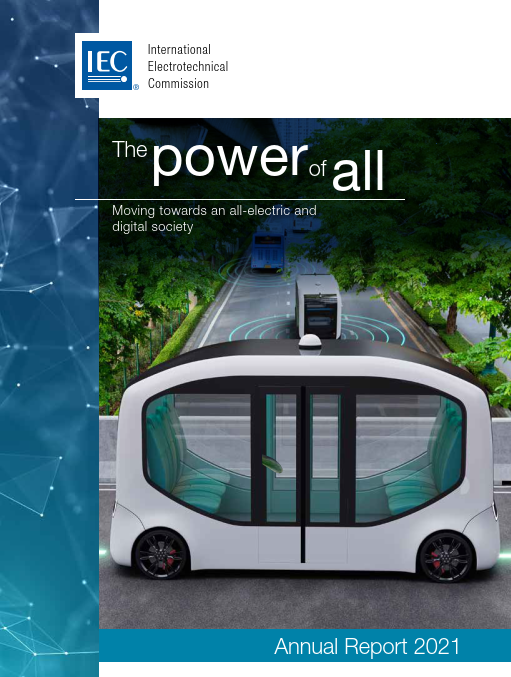 IEC
®
International
Electrotechnical
Commission
The power of all
Moving towards an all-electric and
digital society
Annual Report 2021